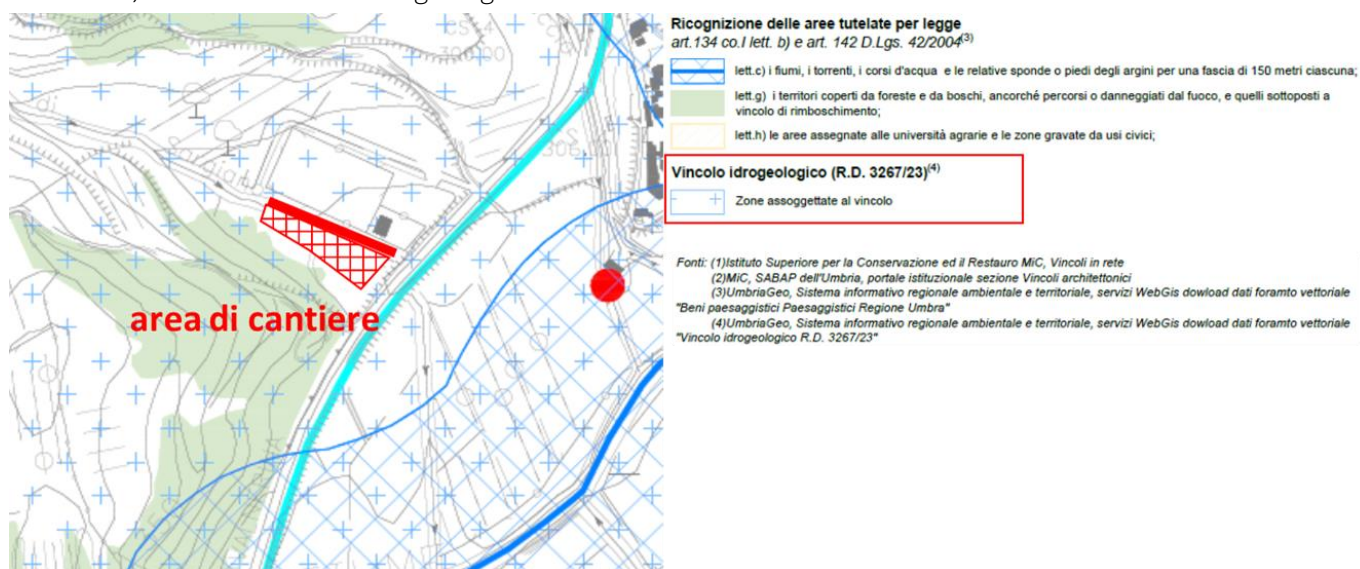 Ricognizione delle aree tutelate per legge
art.134 co.I lett. b) e art. 142 D.Lgs. 42/2004(3)
lett.c) i fiumi, i torrenti, i corsi d'acqua e le relative sponde o piedi degli argini per una fascia di 150 metri ciascuna;
lett.g) i territori coperti da foreste e da boschi, ancorché percorsi o danneggiati dal fuoco, e quelli sottoposti a
vincolo di rimboschimento;
lett.h) le aree assegnate alle università agrarie e le zone gravate da usi civici;
Vincolo idrogeologico (R.D. 3267/23)(4)
Zone assoggettate al vincolo
Fonti: (1)Istituto Superiore per la Conservazione ed il Restauro MiC, Vincoli in rete
(2)MiC, SABAP dell'Umbria, portale istituzionale sezione Vincoli architettonici
(3)UmbriaGeo, Sistema informativo regionale ambientale e territoriale, servizi WebGis dowload dati foramto vettoriale
"Beni paesaggistici Paesaggistici Regione Umbra"
(4)UmbriaGeo, Sistema informativo regionale ambientale e territoriale, servizi WebGis dowload dati foramto vettoriale
"Vincolo idrogeologico R.D. 3267/23"
area di cantiere